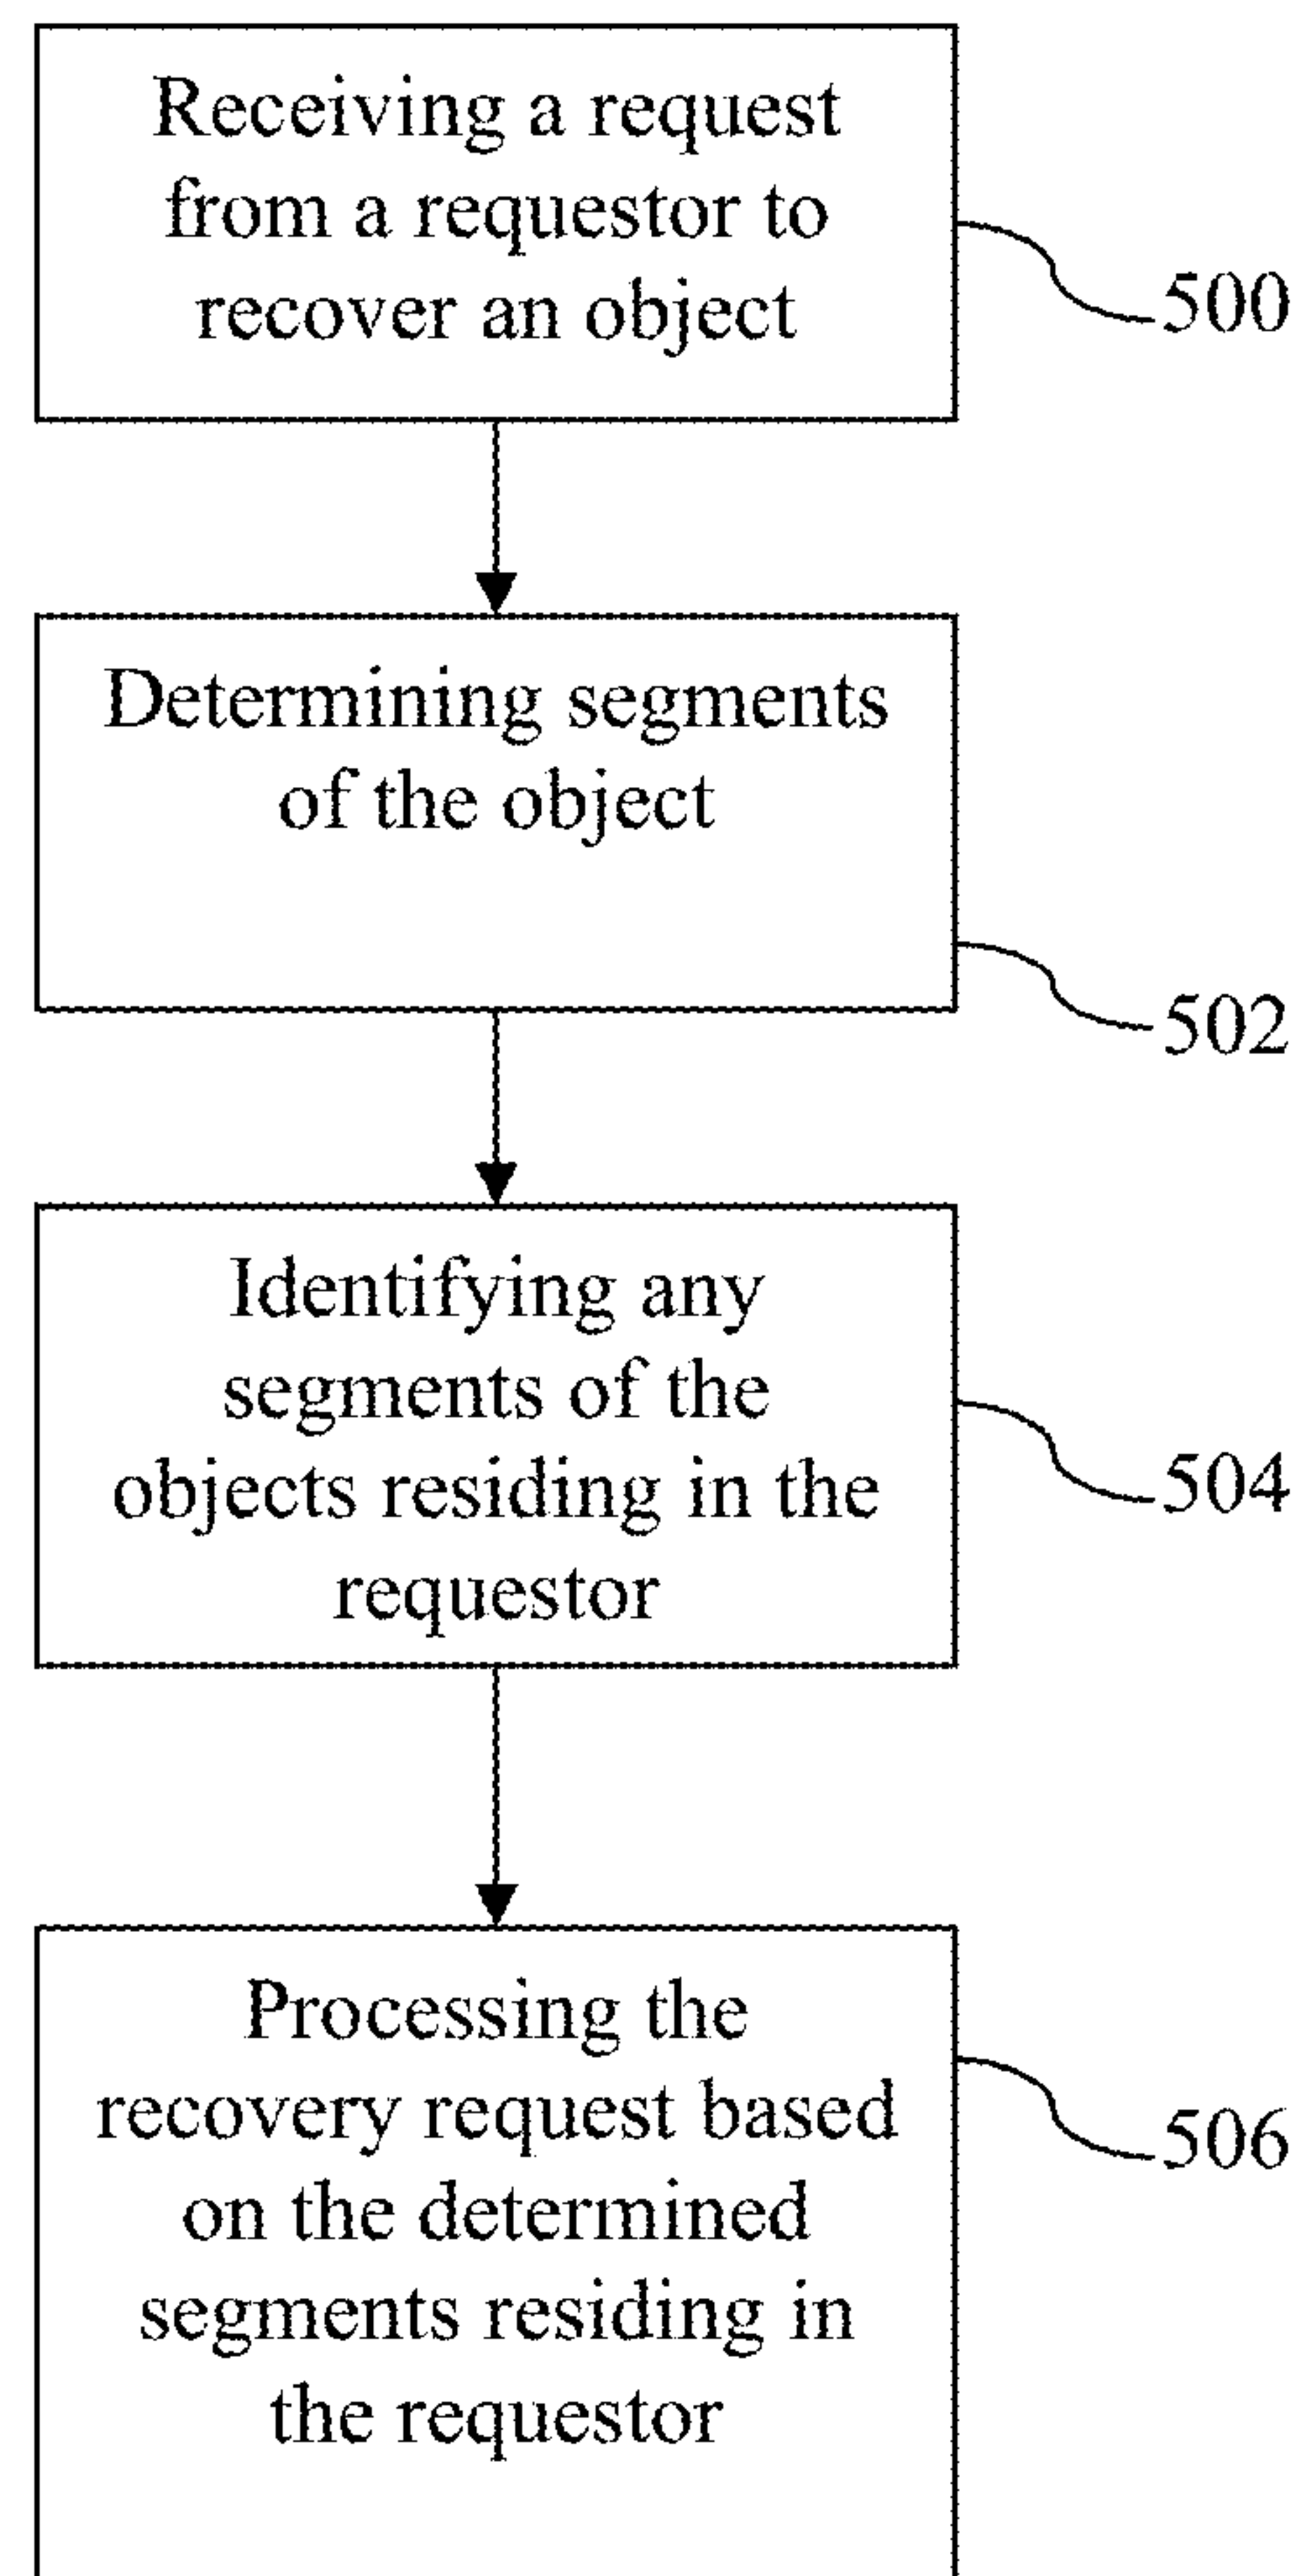 Receiving a request
from a requestor to
recover an object
500
Determining segments
of the object
502
Identifying any
segments of the
objects residing in the
requestor
504
Processing the
recovery request based
on the determined
segments residing in
the requestor
506